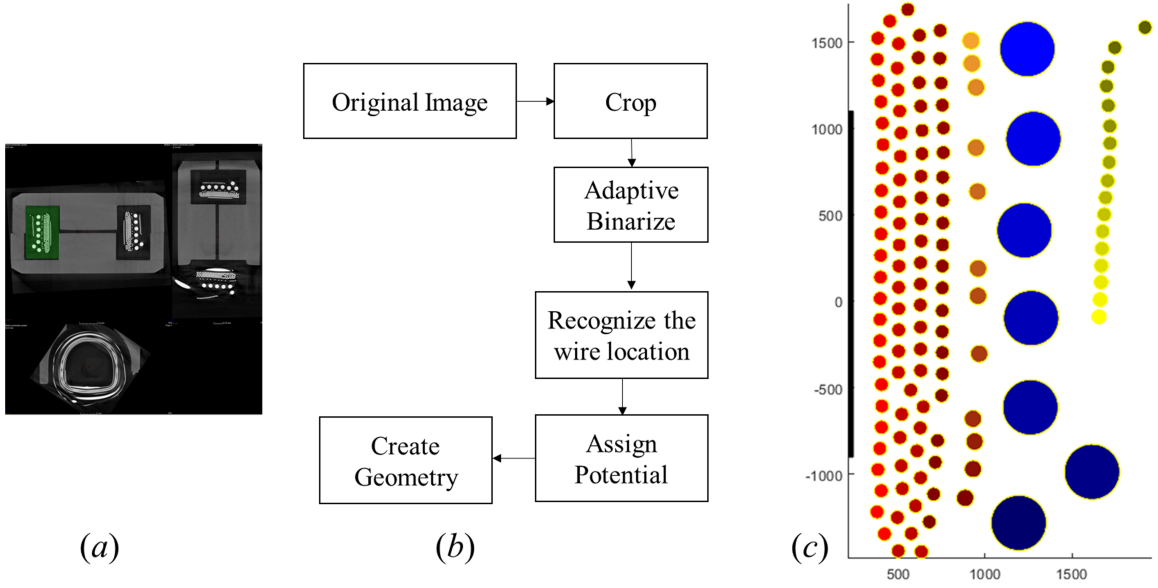 Original Image
Crop
Adaptive
Binarize
Recognize the
wire location
Assign
Potential
Create
Geometry
(a)
(b)
(c)
1500
1000
500
0
-500
-1000
500
1000
1500